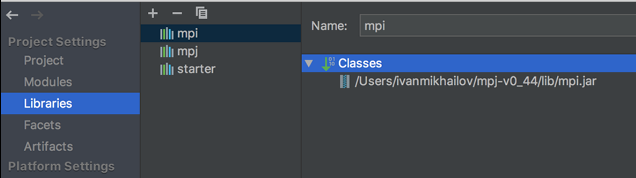 Project Settings
Project
Modules
Libraries
Facets
Artifacts
Platform Settings
mpi
mpj
starter
Name: mpi
Classes
/Users/ivanmikhailov/mpj-v0_44/lib/mpi.jar